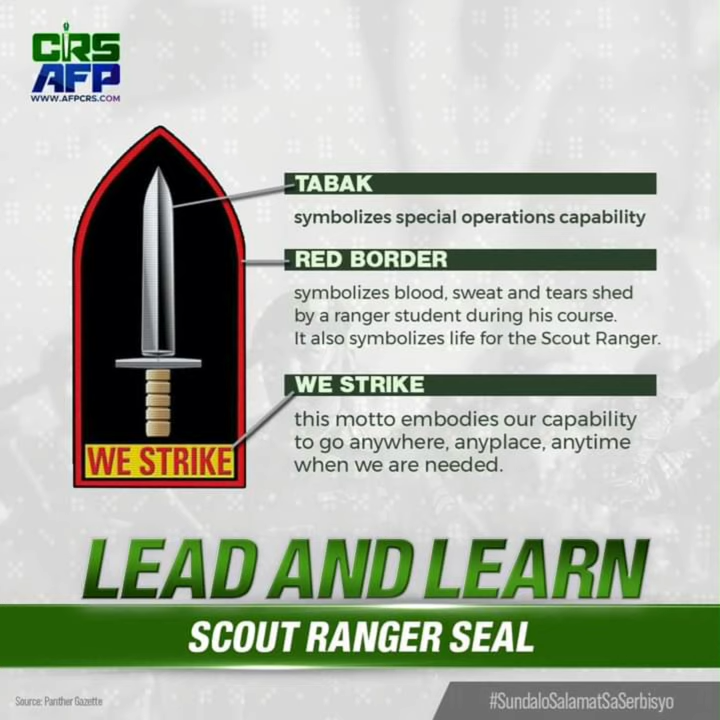 CRS
AFP
WWW.AFPCRS.COM
TABAK
symbolizes special operations capability
RED BORDER
symbolizes blood, sweat and tears shed
by a ranger student during his course.
It also symbolizes life for the Scout Ranger.
WE STRIKE
this motto embodies our capability
to go anywhere, anyplace, anytime
when we are needed.
WE STRIKE
LEAD AND LEARN
SCOUT RANGER SEAL
Source: Panther Gazette
#SundaloSalamatSaSerbisyo